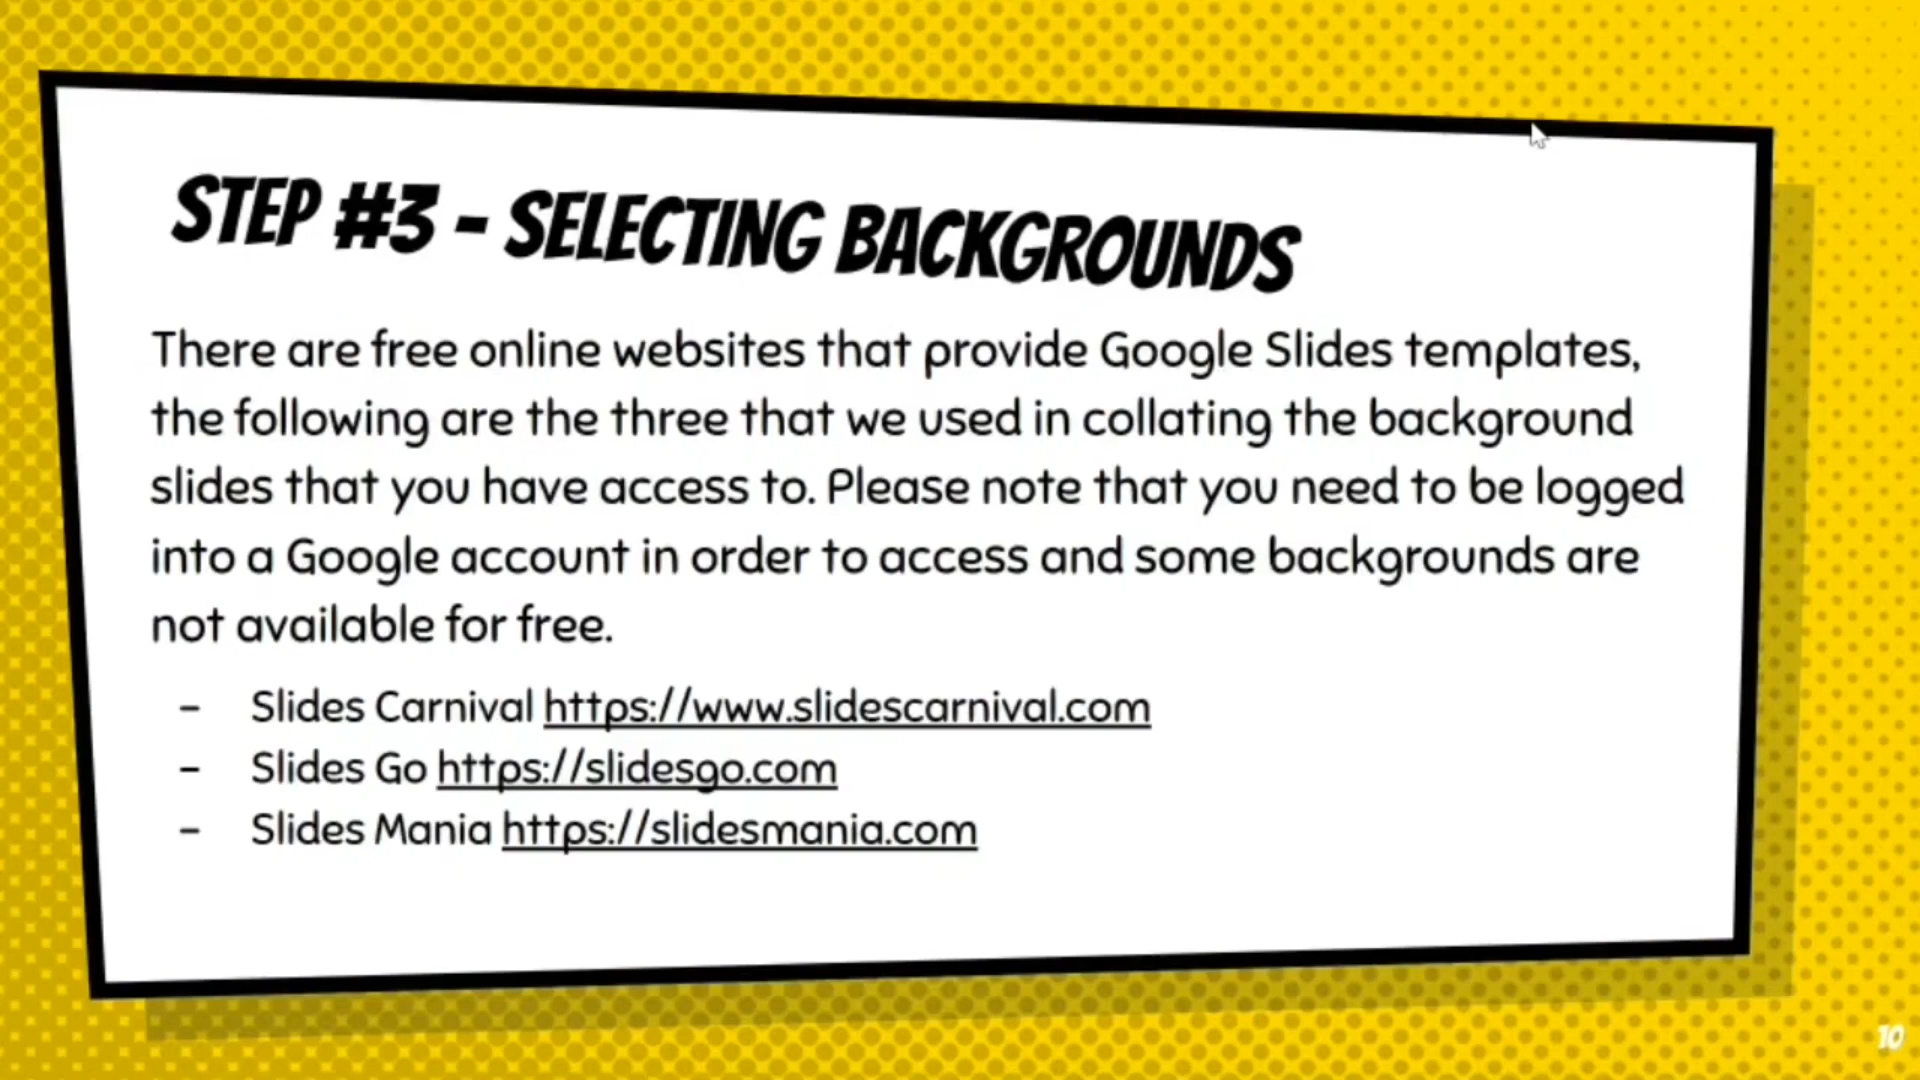 STEP #3 - SELECTING BACKGROUNDS
There are free online websites that provide Google Slides templates,
the following are the three that we used in collating the background
slides that you have access to. Please note that you need to be logged
into a Google account in order to access and some backgrounds are
not available for free.
- Slides Carnival https://www.slidescarnival.com
- Slides Go https://slidesgo.com
- Slides Mania https://slidesmania.com
10